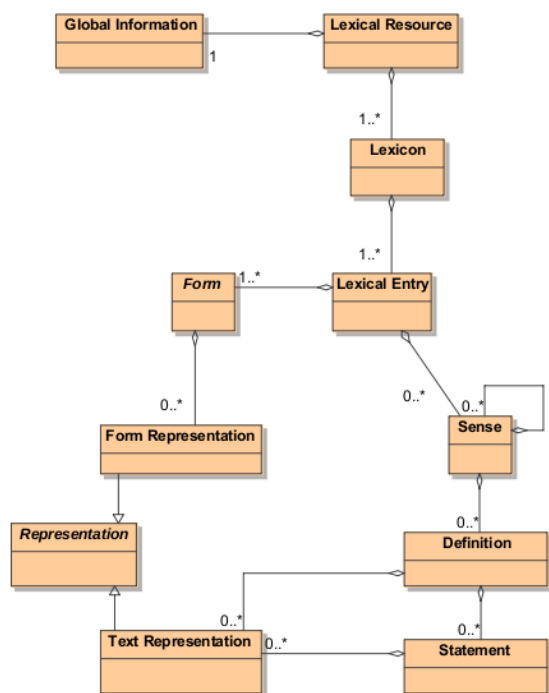 Global Information
Lexical Resource
1
1..*
Lexicon
1..*
Form
1..*
Lexical Entry
0..*
0..*
0..*
Sense
Form Representation
0..*
Representation
Definition
0..*
0..*
Text Representation
0..*
Statement